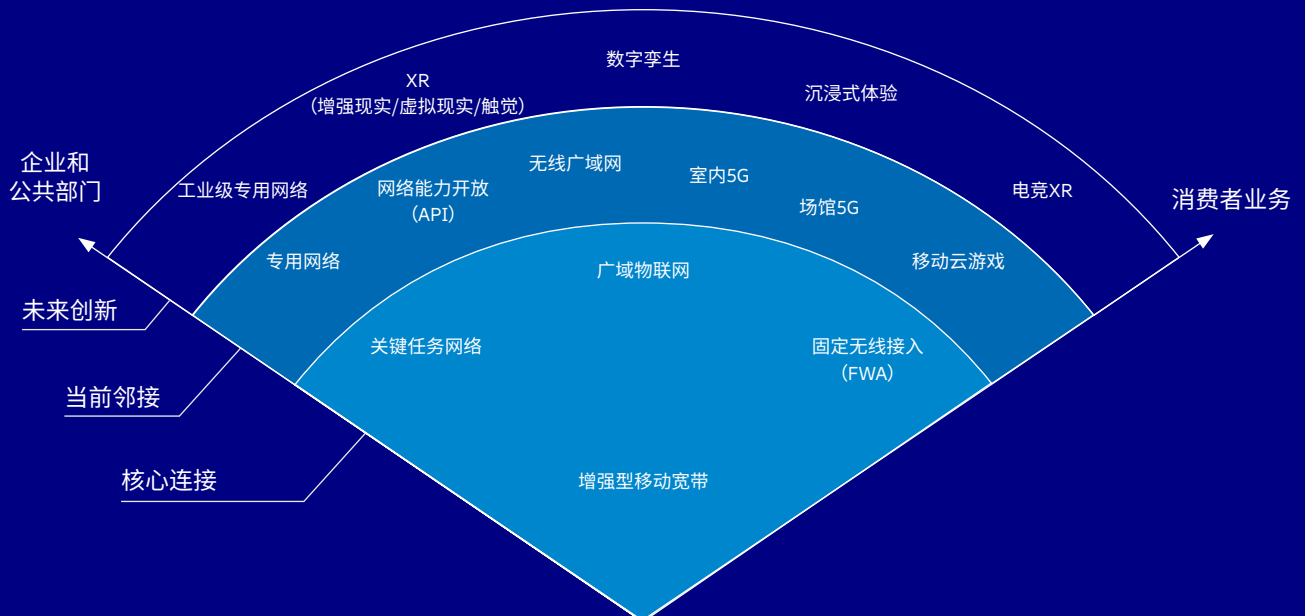 数字孪生
XR
（增强现实/虚拟现实/触觉）
沉浸式体验
企业和
公共部门
工业级专用网络
电竞XR
消费者业务
无线广域网
室内5G
网络能力开放
（API）
场馆5G
专用网络
移动云游戏
广域物联网
未来创新
关键任务网络
固定无线接入
（FWA）
当前邻接
核心连接
增强型移动宽带